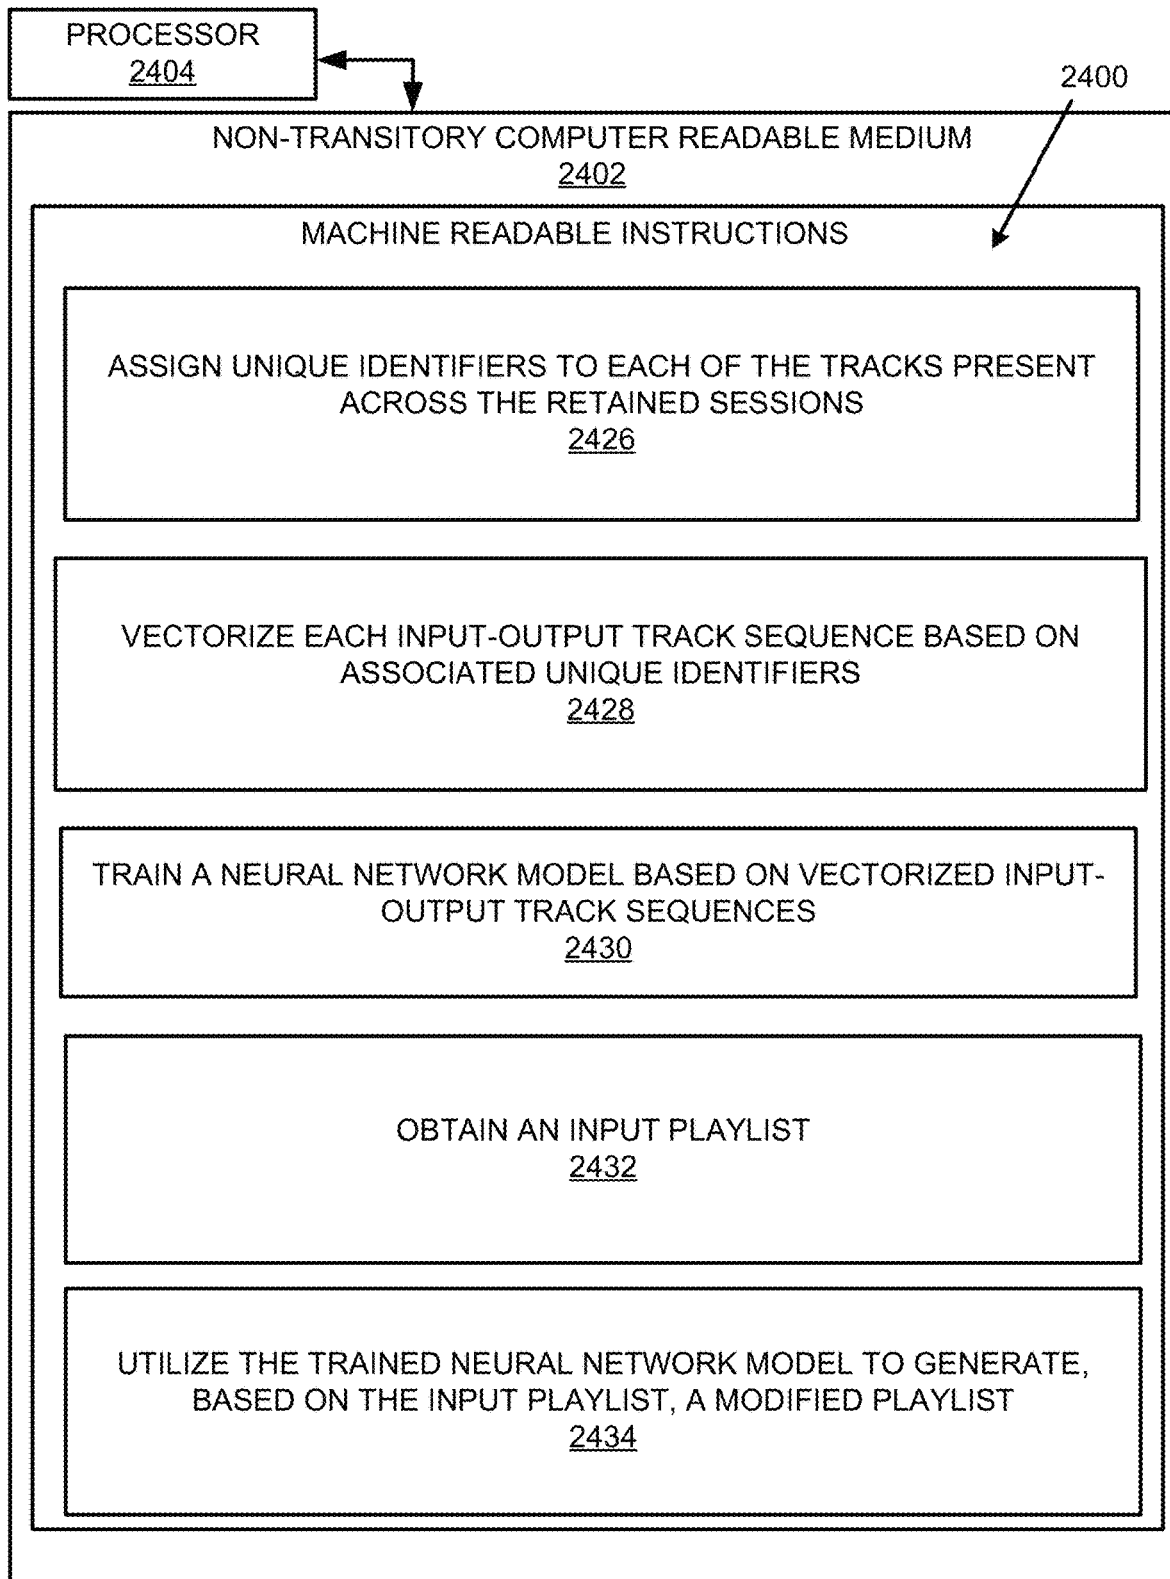 PROCESSOR
2404
2400
NON-TRANSITORY COMPUTER READABLE MEDIUM
2402
MACHINE READABLE INSTRUCTIONS
ASSIGN UNIQUE IDENTIFIERS TO EACH OF THE TRACKS PRESENT
ACROSS THE RETAINED SESSIONS
2426
VECTORIZE EACH INPUT-OUTPUT TRACK SEQUENCE BASED ON
ASSOCIATED UNIQUE IDENTIFIERS
2428
TRAIN A NEURAL NETWORK MODEL BASED ON VECTORIZED INPUT-
OUTPUT TRACK SEQUENCES
2430
OBTAIN AN INPUT PLAYLIST
2432
UTILIZE THE TRAINED NEURAL NETWORK MODEL TO GENERATE,
BASED ON THE INPUT PLAYLIST, A MODIFIED PLAYLIST
2434